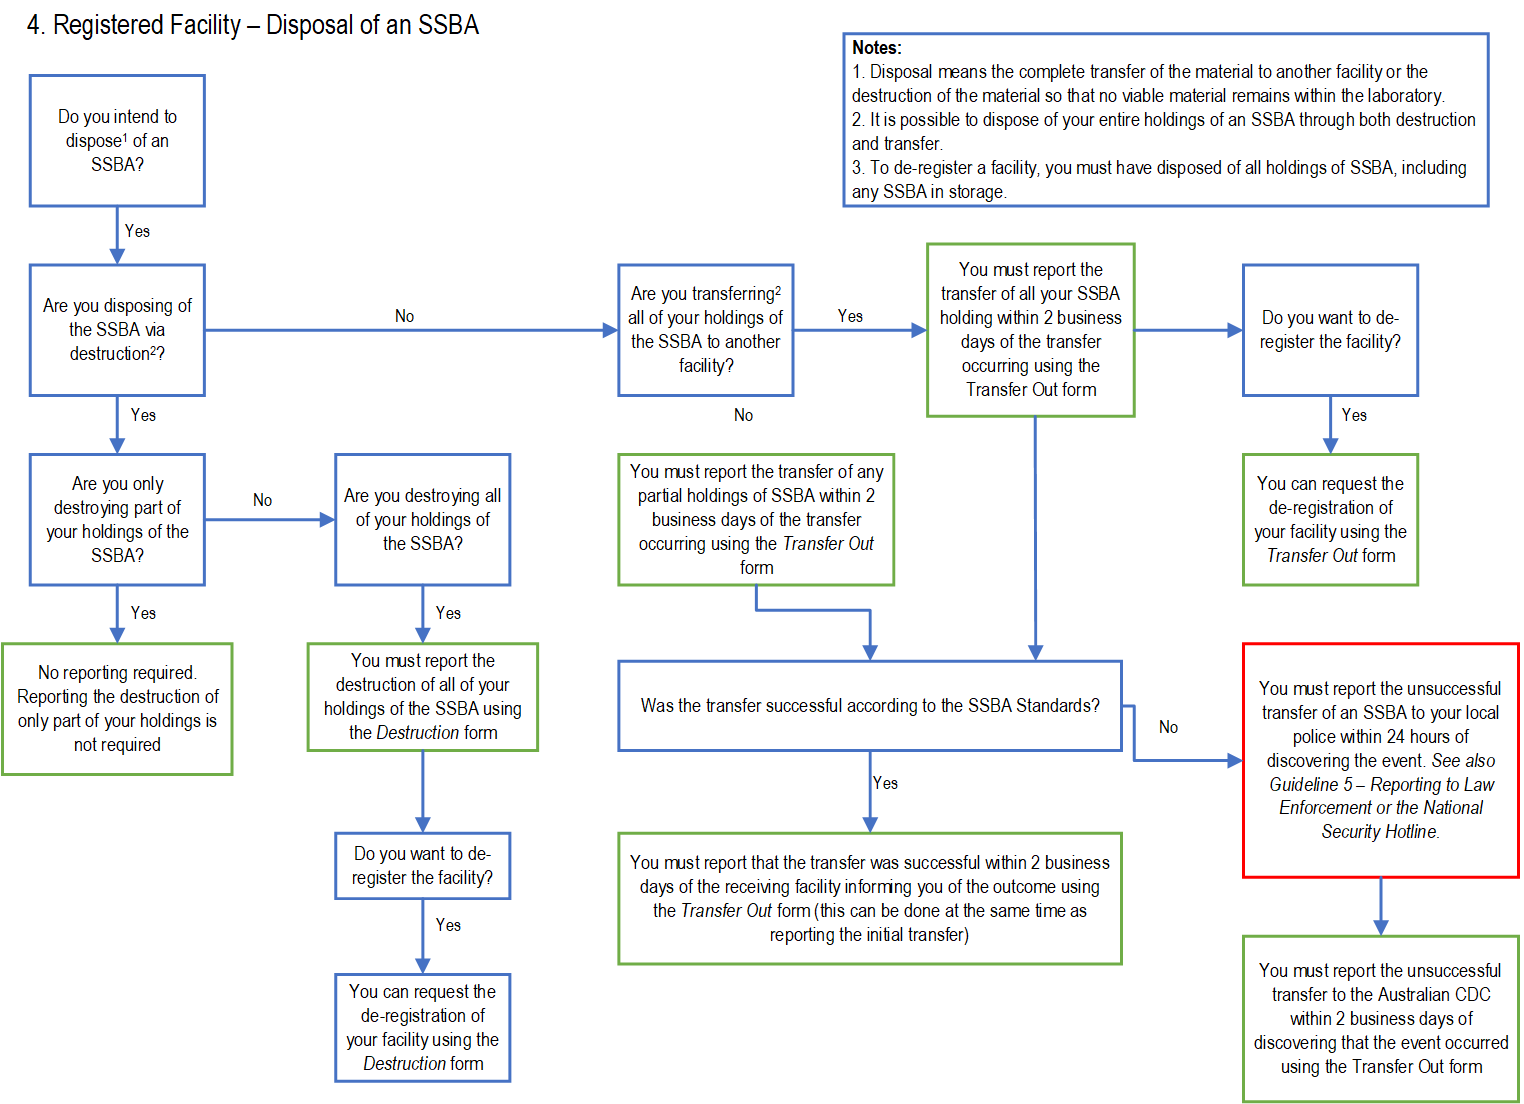 4. Registered Facility – Disposal of an SSBA
Notes:
1. Disposal means the complete transfer of the material to another facility or the
destruction of the material so that no viable material remains within the laboratory.
2. It is possible to dispose of your entire holdings of an SSBA through both destruction
and transfer.
3. To de-register a facility, you must have disposed of all holdings of SSBA, including
any SSBA in storage.
Do you intend to
dispose¹ of an
SSBA?
Yes
Are you disposing of
the SSBA via
destruction²?
No
Are you transferring²
all of your holdings of
the SSBA to another
facility?
Yes
You must report the
transfer of all your SSBA
holding within 2 business
days of the transfer
occurring using the
Transfer Out form
Do you want to de-
register the facility?
Yes
No
Yes
Are you only
destroying part of
your holdings of the
SSBA?
No
Are you destroying all
of your holdings of
the SSBA?
You must report the transfer of any
partial holdings of SSBA within 2
business days of the transfer
occurring using the Transfer Out
form
You can request the
de-registration of
your facility using the
Transfer Out form
Yes
Yes
No reporting required.
Reporting the destruction of
only part of your holdings is
not required
You must report the
destruction of all of your
holdings of the SSBA using
the Destruction form
Was the transfer successful according to the SSBA Standards?
No
You must report the unsuccessful
transfer of an SSBA to your local
police within 24 hours of
discovering the event. See also
Guideline 5 – Reporting to Law
Enforcement or the National
Security Hotline.
Yes
Do you want to de-
register the facility?
You must report that the transfer was successful within 2 business
days of the receiving facility informing you of the outcome using
the Transfer Out form (this can be done at the same time as
reporting the initial transfer)
Yes
You can request the
de-registration of
your facility using the
Destruction form
You must report the unsuccessful
transfer to the Australian CDC
within 2 business days of
discovering that the event occurred
using the Transfer Out form